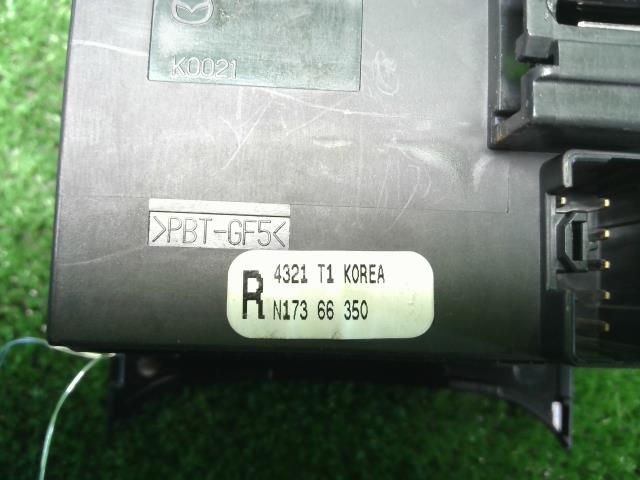 K0021
>PBT-GF5<
R 4321 T1 KOREA
N173 66 350